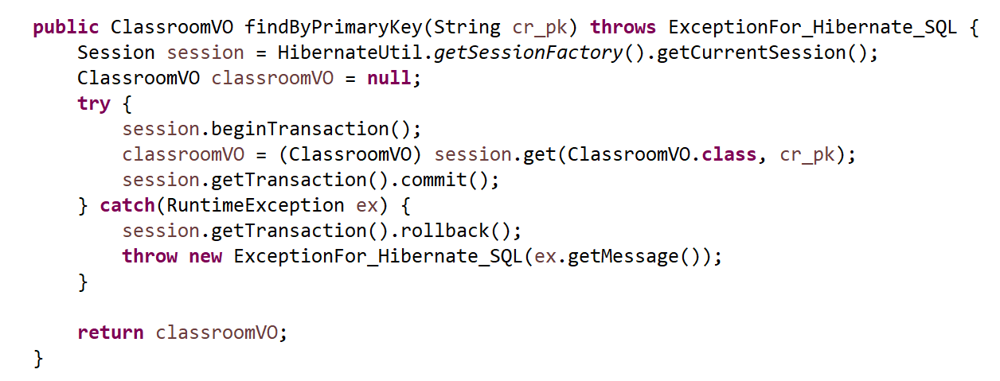 public ClassroomVO findByPrimaryKey(String cr_pk) throws ExceptionFor_Hibernate_SQL {
    Session session = HibernateUtil.getSessionFactory().getCurrentSession();
    ClassroomVO classroomVO = null;
    try {
        session.beginTransaction();
        classroomVO = (ClassroomVO) session.get(ClassroomVO.class, cr_pk);
        session.getTransaction().commit();
    } catch(RuntimeException ex) {
        session.getTransaction().rollback();
        throw new ExceptionFor_Hibernate_SQL(ex.getMessage());
    }

    return classroomVO;
}